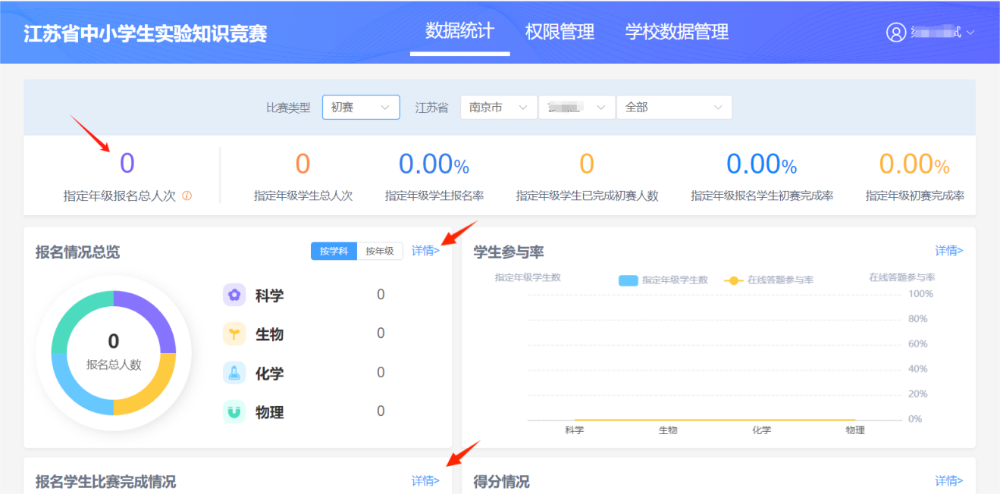 江苏省中小学生实验知识竞赛 数据统计 权限管理 学校数据管理
比赛类型 初赛 江苏省 南京市 全部
0 0 0.00% 0 0.00% 0.00%
指定年级报名总人次 指定年级学生总人次 指定年级学生报名率 指定年级学生已完成初赛人数 指定年级报名学生初赛完成率 指定年级初赛完成率
报名情况总览 按学科 按年级 详情>
0
报名总人数
科学 0
生物 0
化学 0
物理 0
学生参与率 详情>
指定年级学生数 指定年级学生数 在线答题参与率 在线答题参与率
100%
80%
60%
40%
20%
0%
科学 生物 化学 物理
报名学生比赛完成情况 详情>
得分情况 详情>